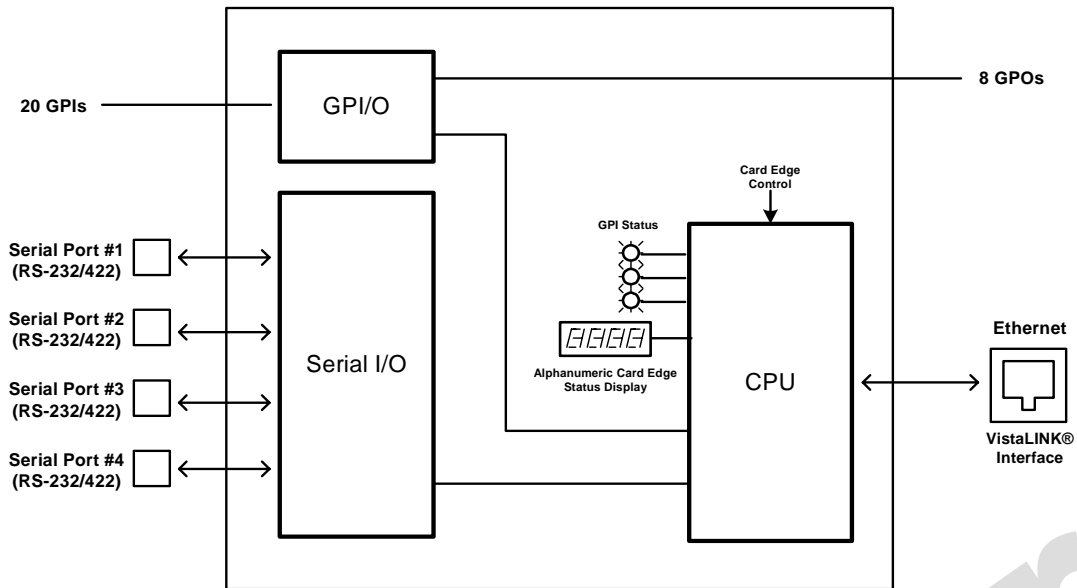 20 GPIs
GPI/O
8 GPOs
Card Edge
Control
GPI Status
Serial Port #1
(RS-232/422)
Serial Port #2
(RS-232/422)
Serial Port #3
(RS-232/422)
Serial Port #4
(RS-232/422)
Serial I/O
Alphanumeric Card Edge
Status Display
CPU
Ethernet
VistaLINK®
Interface